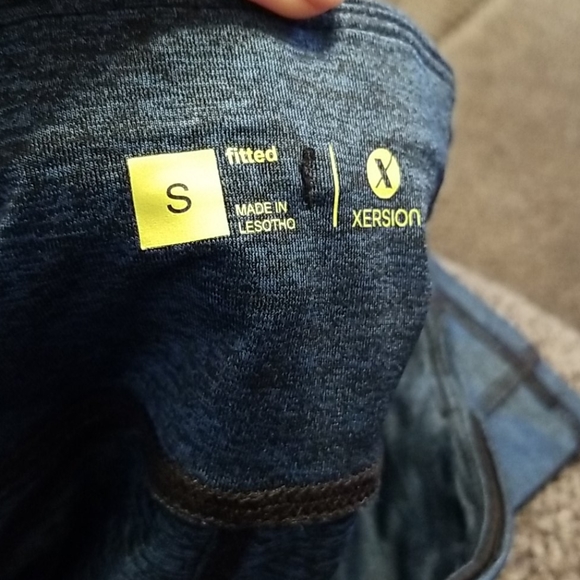 S
fitted
MADE IN
LESOTHO
X
XERSION